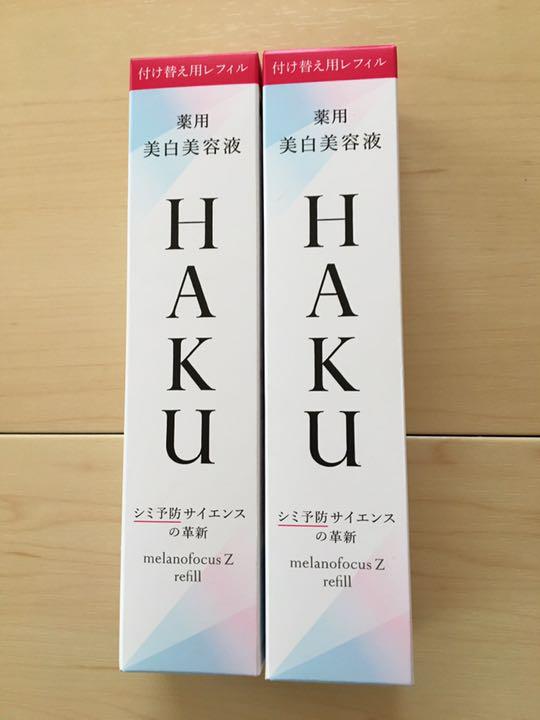 付け替え用レフィル
薬用
美白美容液
HAKU
シミ予防サイエンス
の革新
melanofocus Z
refill
付け替え用レフィル
薬用
美白美容液
HAKU
シミ予防サイエンス
の革新
melanofocus Z
refill